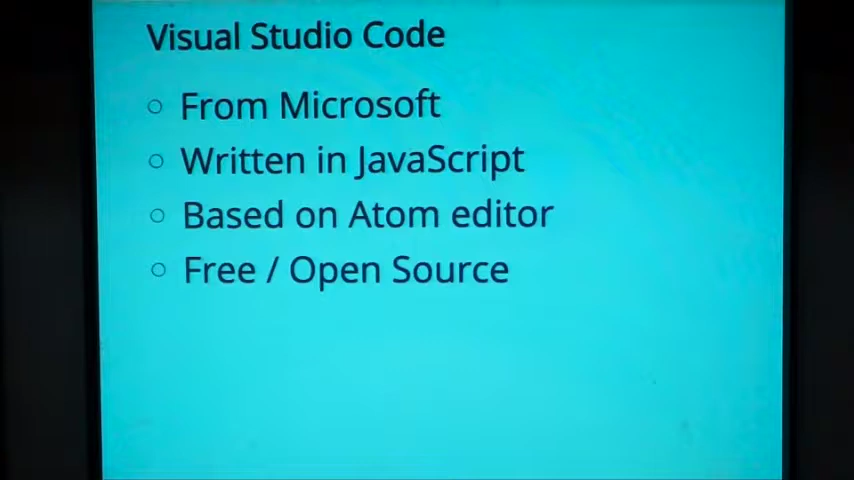 Visual Studio Code
○ From Microsoft
○ Written in JavaScript
○ Based on Atom editor
○ Free / Open Source